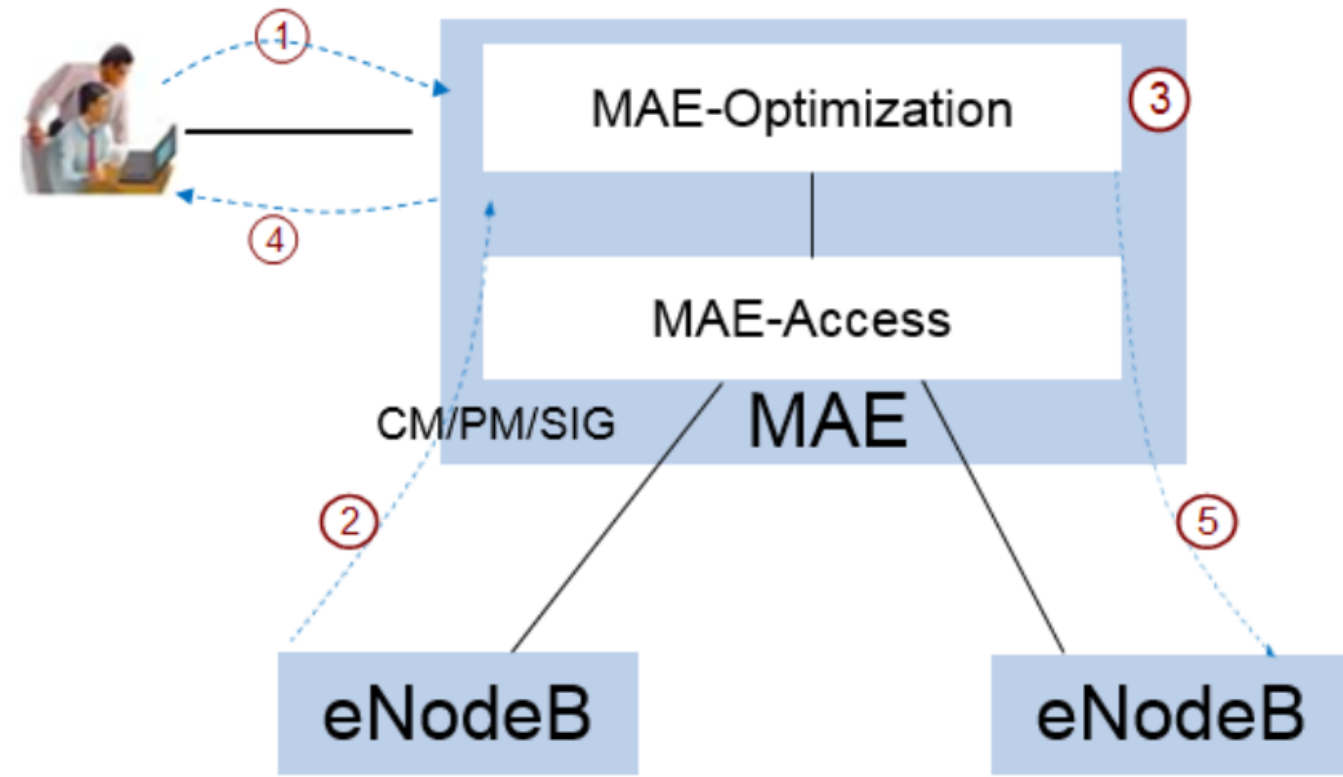 1
MAE-Optimization
3
4
MAE-Access
CM/PM/SIG
MAE
2
5
eNodeB
eNodeB